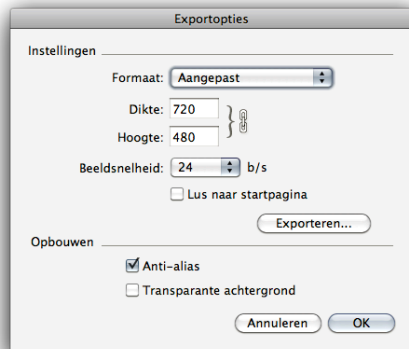 Exportopties
Instellingen
Formaat: Aangepast
Dikte: 720
Hoogte: 480
Beeldsnelheid: 24 b/s
Lus naar startpagina
Exporteren...
Opbouwen
Anti-alias
Transparante achtergrond
Annuleren OK